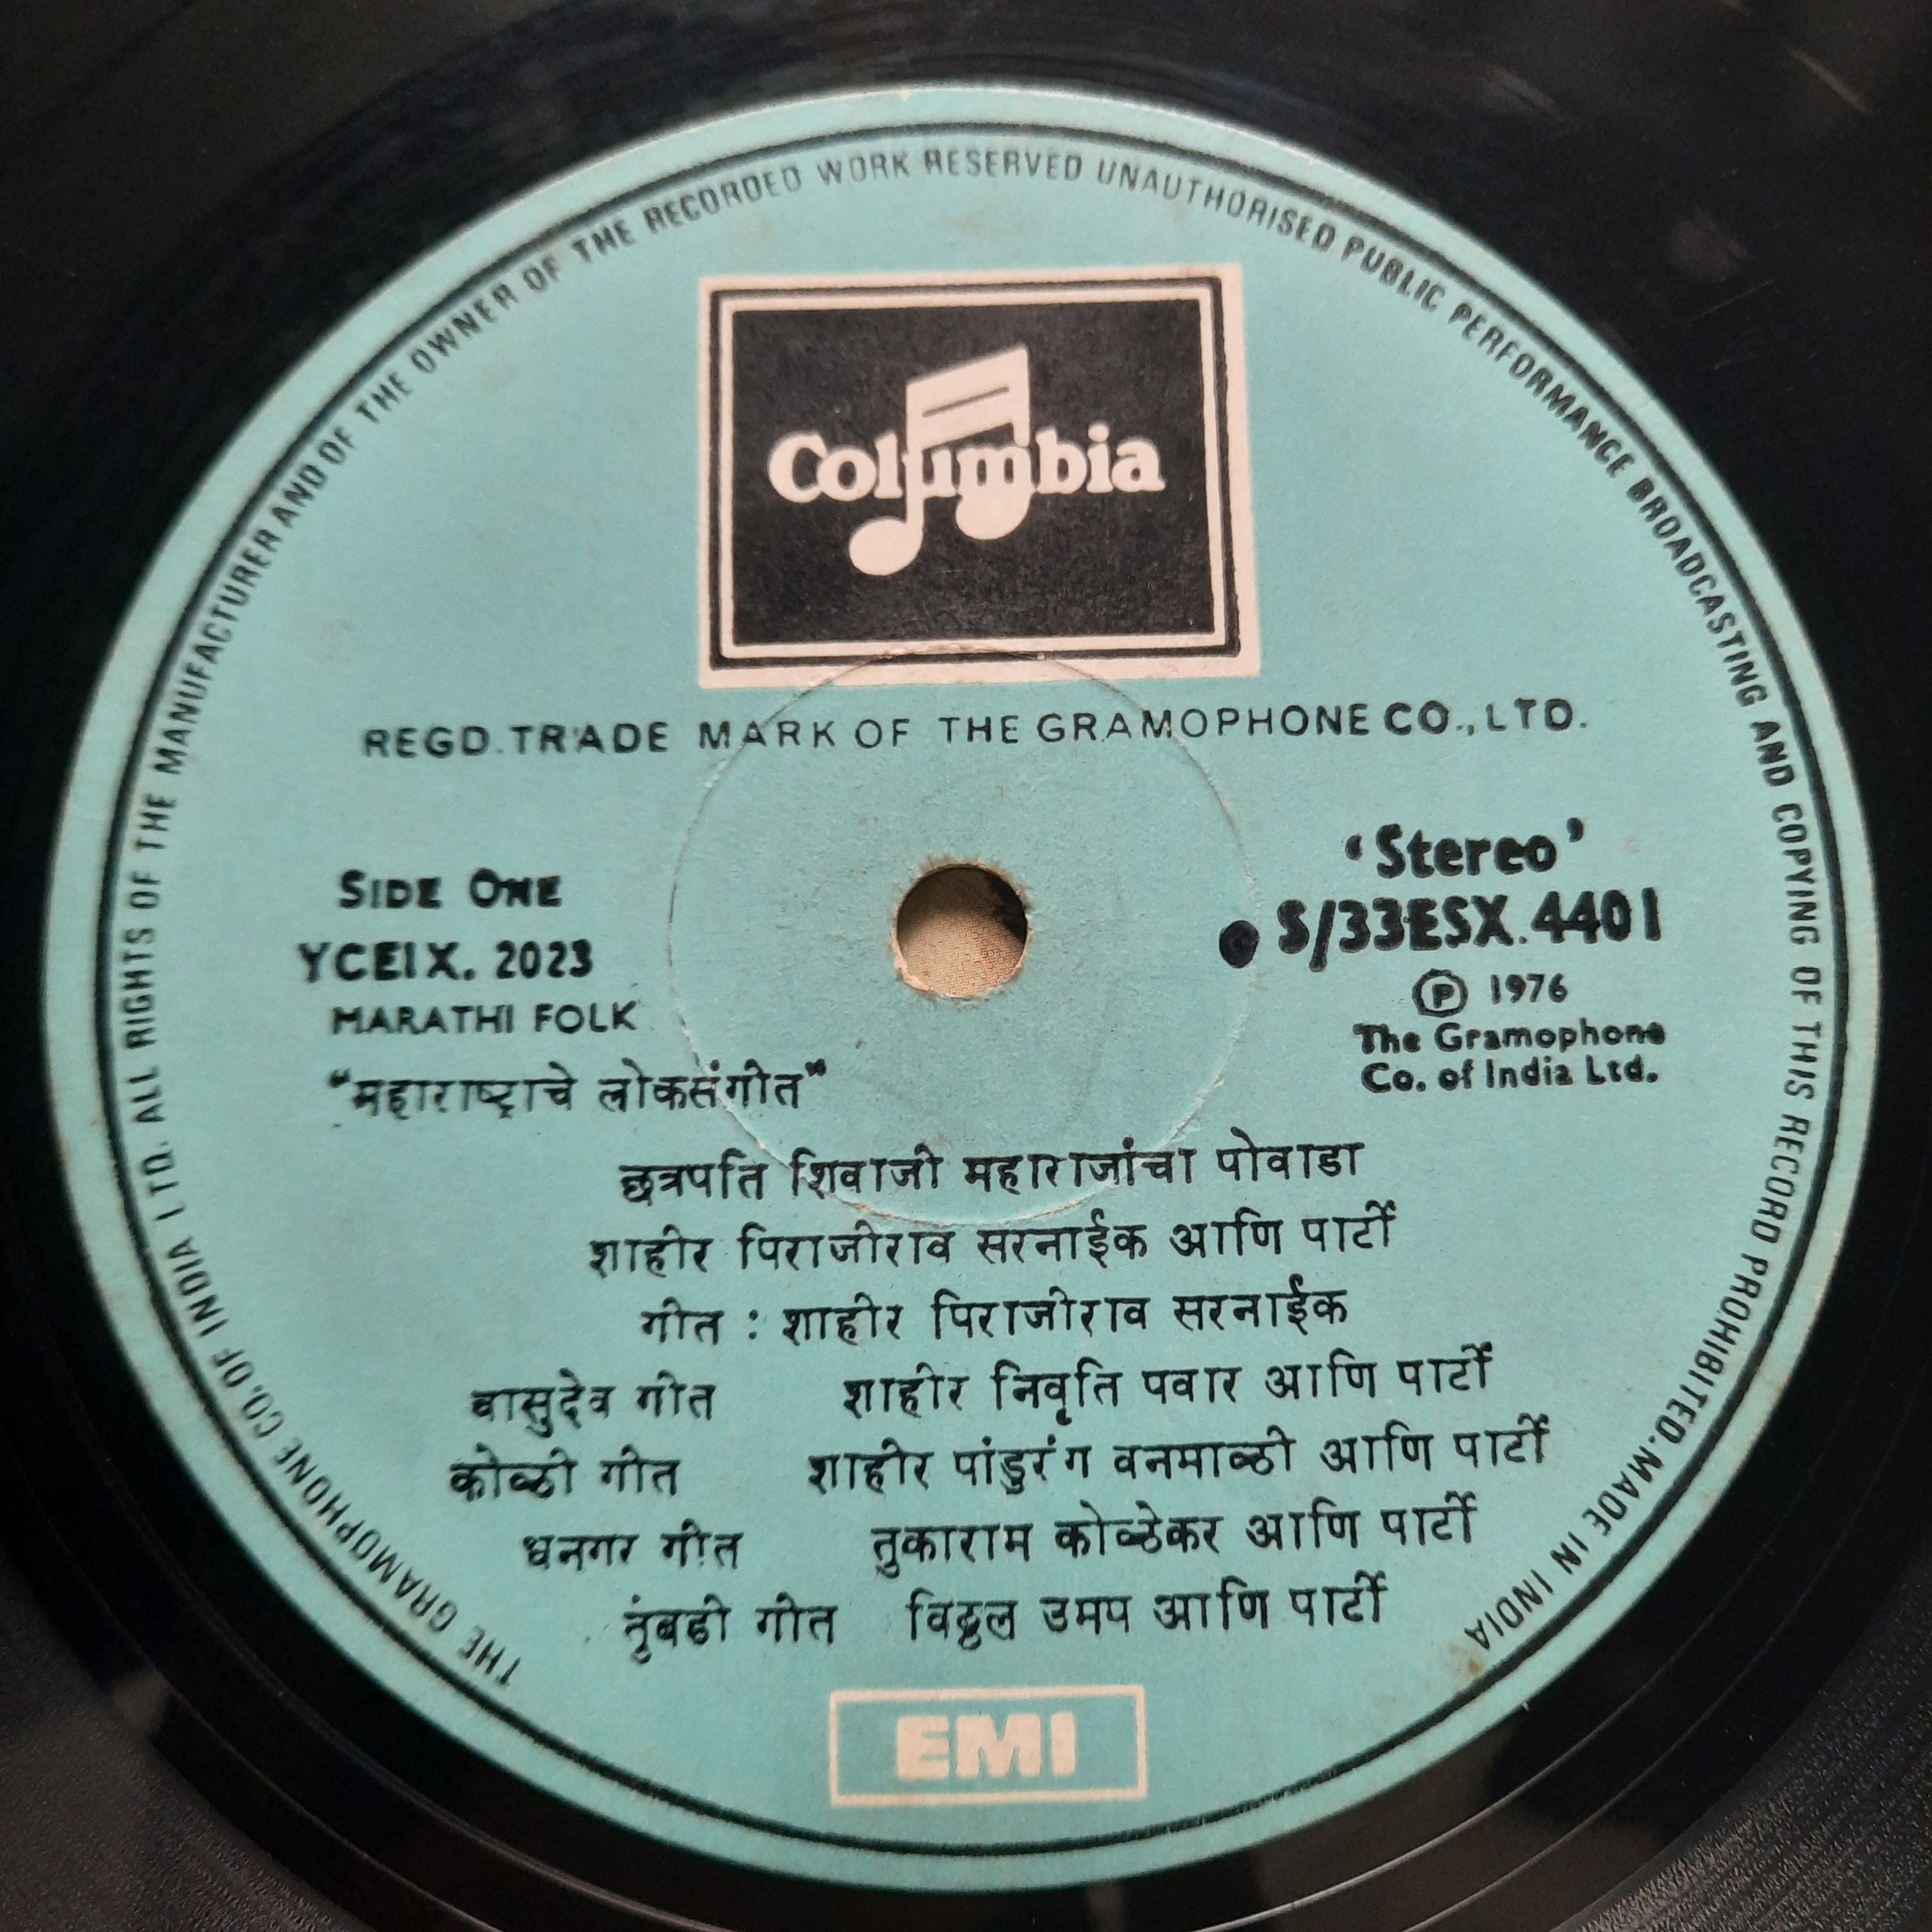 THE GRAMOPHONE CO. OF INDIA LTD. ALL RIGHTS OF THE MANUFACTURER AND OF THE OWNER OF THE RECORDED WORK RESERVED UNAUTHORISED PUBLIC PERFORMANCE BROADCASTING AND COPYING OF THIS RECORD PROHIBITED. MADE IN INDIA
Columbia
REGD. TRADE MARK OF THE GRAMOPHONE CO., LTD.
SIDE ONE
YCEIX. 2023
MARATHI FOLK
'Stereo'
● S/33ESX. 4401
Ⓟ 1976
The Gramophone
Co. of India Ltd.
"महाराष्ट्राचे लोकसंगीत"
छत्रपति शिवाजी महाराजांचा पोवाडा
शाहीर पिराजीराव सरनाईक आणि पार्टी
गीत : शाहीर पिराजीराव सरनाईक
वासुदेव गीत शाहीर निवृति पवार आणि पार्टी
कोळी गीत शाहीर पांडुरंग वनमाळी आणि पार्टी
धनगर गीत तुकाराम कोळेकर आणि पार्टी
तुंबडी गीत विठ्ठल उमप आणि पार्टी
EMI